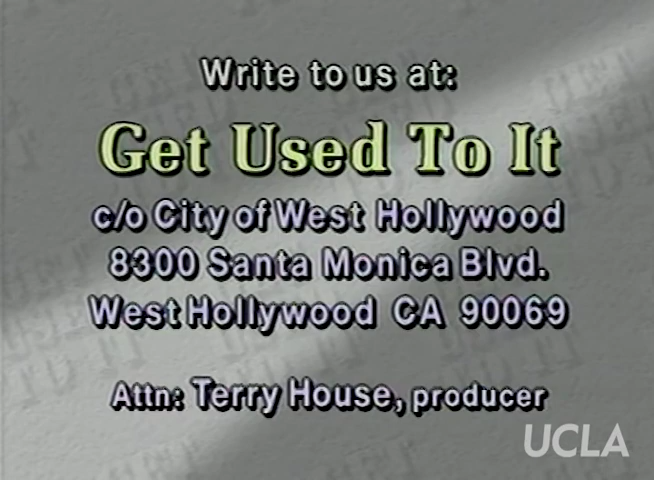 Write to us at:
Get Used To It
c/o City of West Hollywood
8300 Santa Monica Blvd.
West Hollywood CA 90069
Attn: Terry House, producer
UCLA